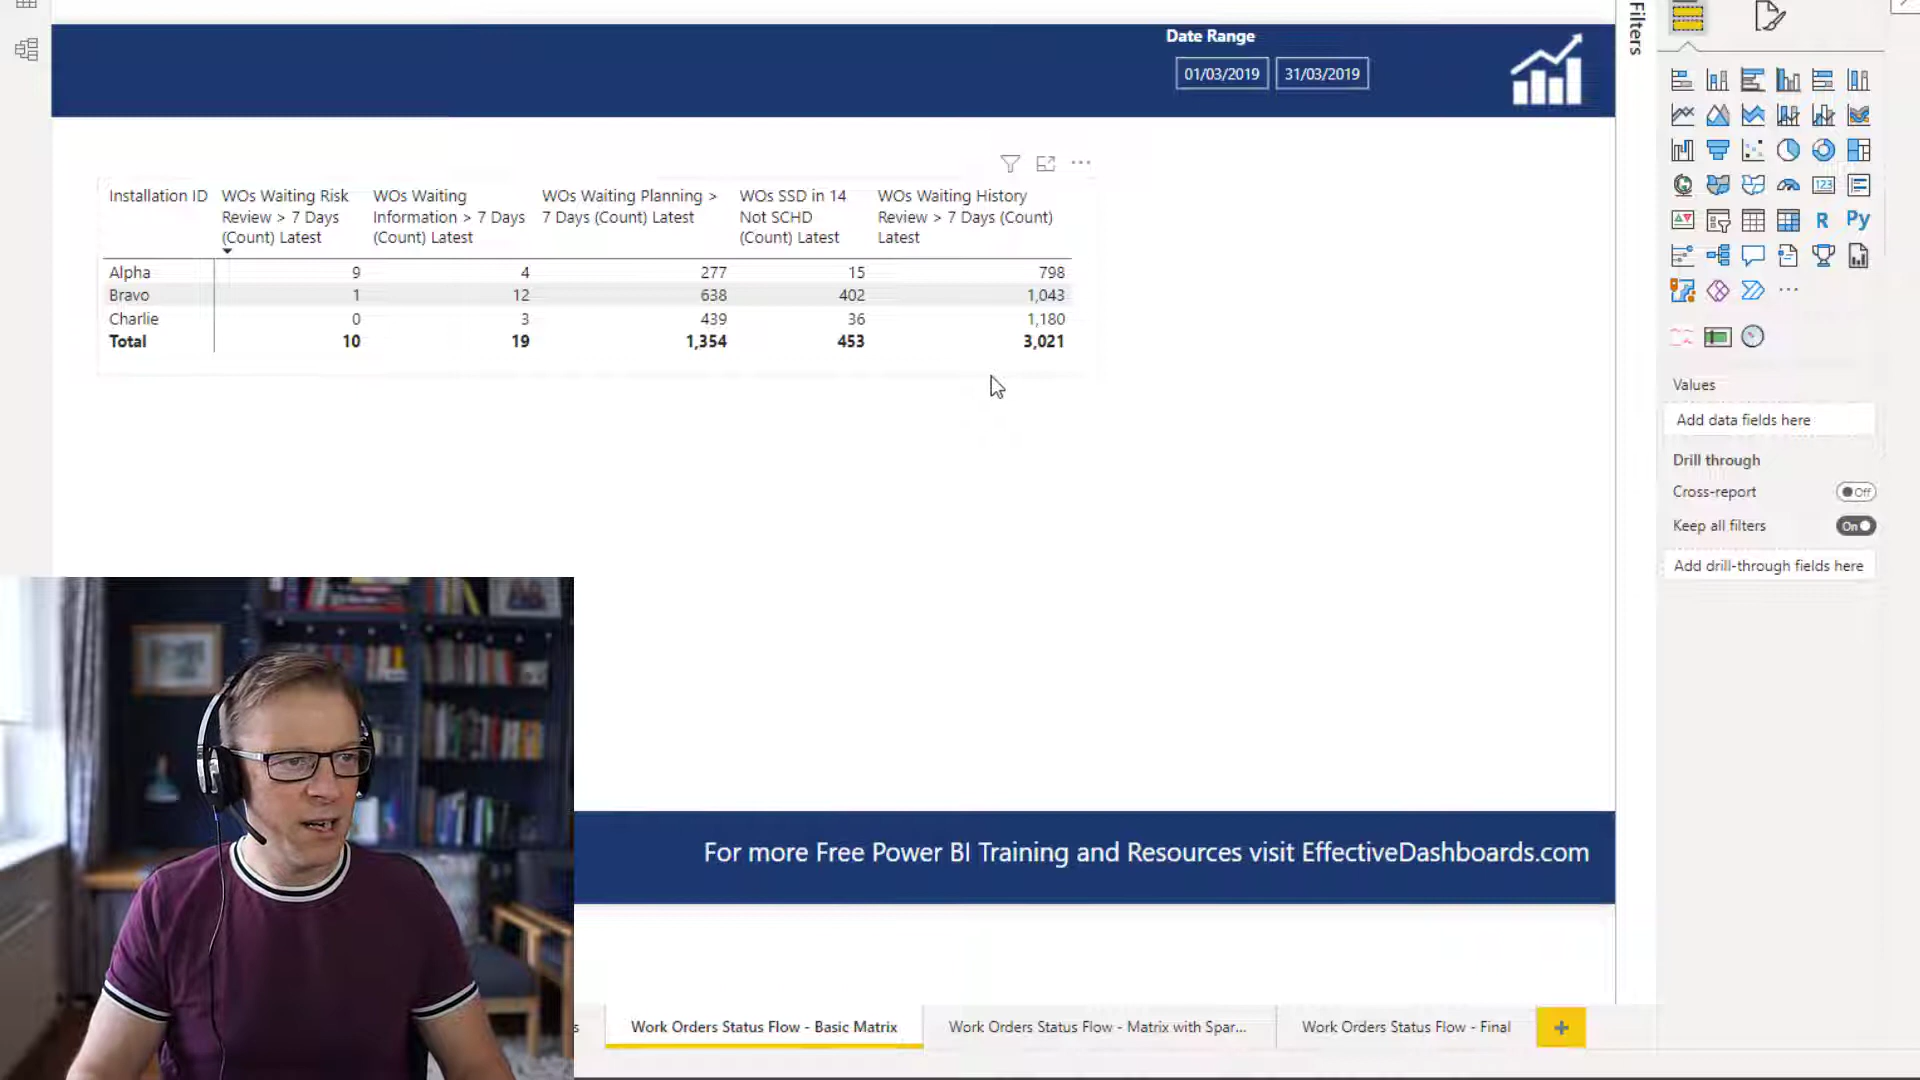 Date Range
01/03/2019 31/03/2019
Filters
Installation ID WOs Waiting Risk WOs Waiting WOs Waiting Planning > WOs SSD in 14 WOs Waiting History
Review > 7 Days Information > 7 Days 7 Days (Count) Latest Not SCHD Review > 7 Days (Count)
(Count) Latest (Count) Latest (Count) Latest Latest
Alpha 9 4 277 15 798
Bravo 1 12 638 402 1,043
Charlie 0 3 439 36 1,180
Total 10 19 1,354 453 3,021
123
R Py
Values
Add data fields here
Drill through
Cross-report Off
Keep all filters On
Add drill-through fields here
For more Free Power BI Training and Resources visit EffectiveDashboards.com
s Work Orders Status Flow - Basic Matrix Work Orders Status Flow - Matrix with Spar... Work Orders Status Flow - Final